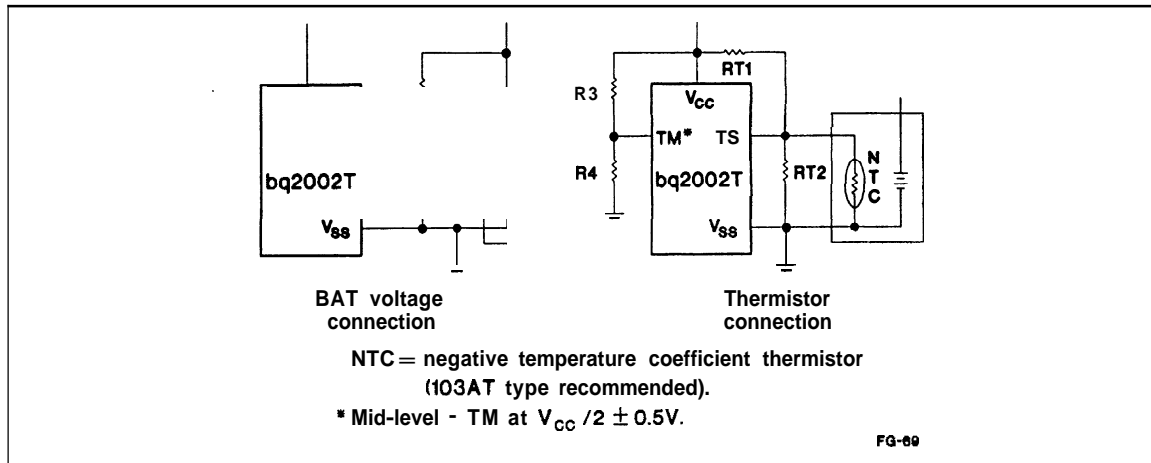 RT1
R3
VCC
TM* TS
R4
bq2002T
RT2
N
T
C
VSS
bq2002T
VSS
BAT voltage
connection
Thermistor
connection
NTC = negative temperature coefficient thermistor
(103AT type recommended).
* Mid-level - TM at VCC /2 ± 0.5V.
FG-69